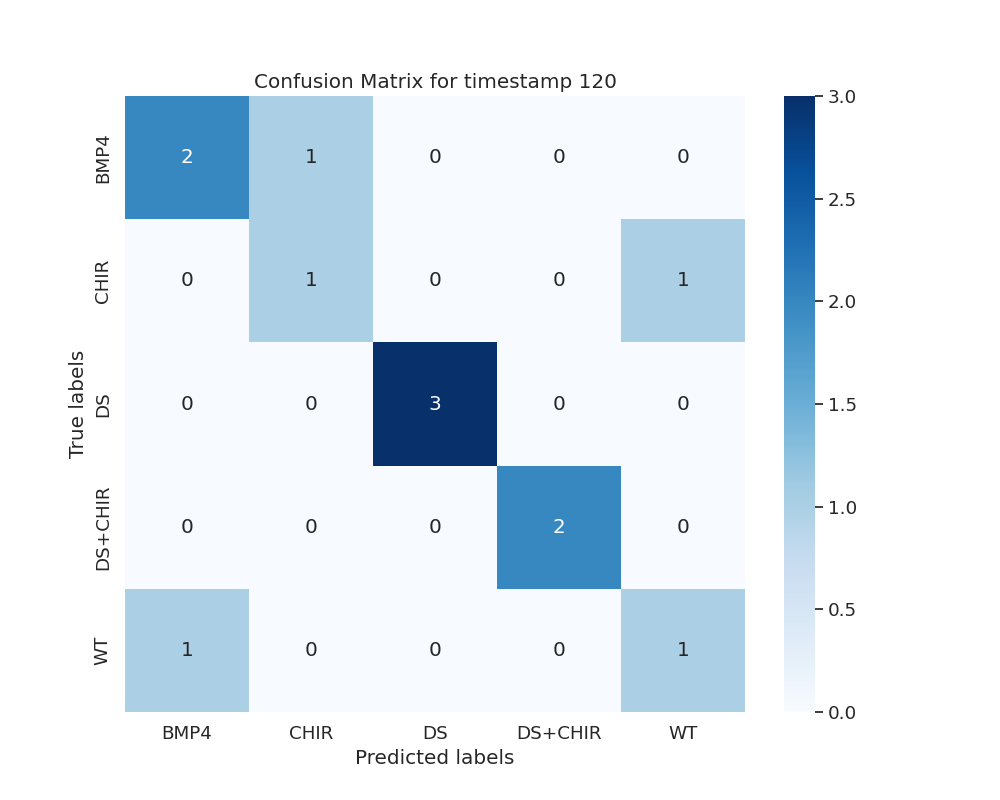 Confusion Matrix for timestamp 120
True labels
BMP4 2 1 0 0 0
CHIR 0 1 0 0 1
DS 0 0 3 0 0
DS+CHIR 0 0 0 2 0
WT 1 0 0 0 1
BMP4 CHIR DS DS+CHIR WT
Predicted labels
3.0
2.5
2.0
1.5
1.0
0.5
0.0